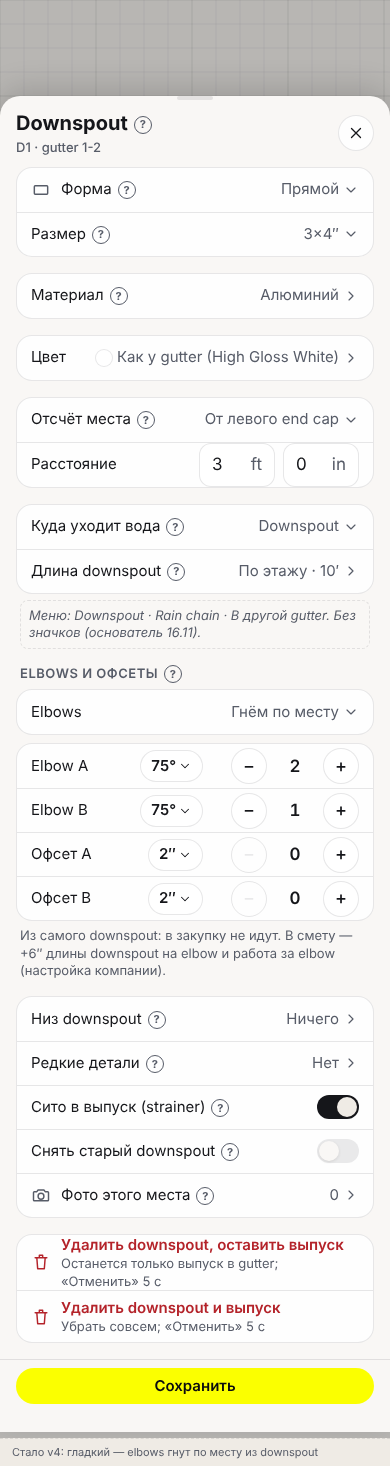 Downspout ?
D1 · gutter 1-2
Форма ? Прямой
Размер ? 3×4″
Материал ? Алюминий
Цвет Как у gutter (High Gloss White)
Отсчёт места ? От левого end cap
Расстояние 3 ft 0 in
Куда уходит вода ? Downspout
Длина downspout ? По этажу · 10′
Меню: Downspout · Rain chain · В другой gutter. Без
значков (основатель 16.11).
ELBOWS И ОФСЕТЫ ?
Elbows Гнём по месту
Elbow A 75° − 2 +
Elbow B 75° − 1 +
Офсет A 2″ − 0 +
Офсет B 2″ − 0 +
Из самого downspout: в закупку не идут. В смету —
+6″ длины downspout на elbow и работа за elbow
(настройка компании).
Низ downspout ? Ничего
Редкие детали ? Нет
Сито в выпуск (strainer) ?
Снять старый downspout ?
Фото этого места ? 0
Удалить downspout, оставить выпуск
Останется только выпуск в gutter;
«Отменить» 5 с
Удалить downspout и выпуск
Убрать совсем; «Отменить» 5 с
Сохранить
Стало v4: гладкий — elbows гнут по месту из downspout